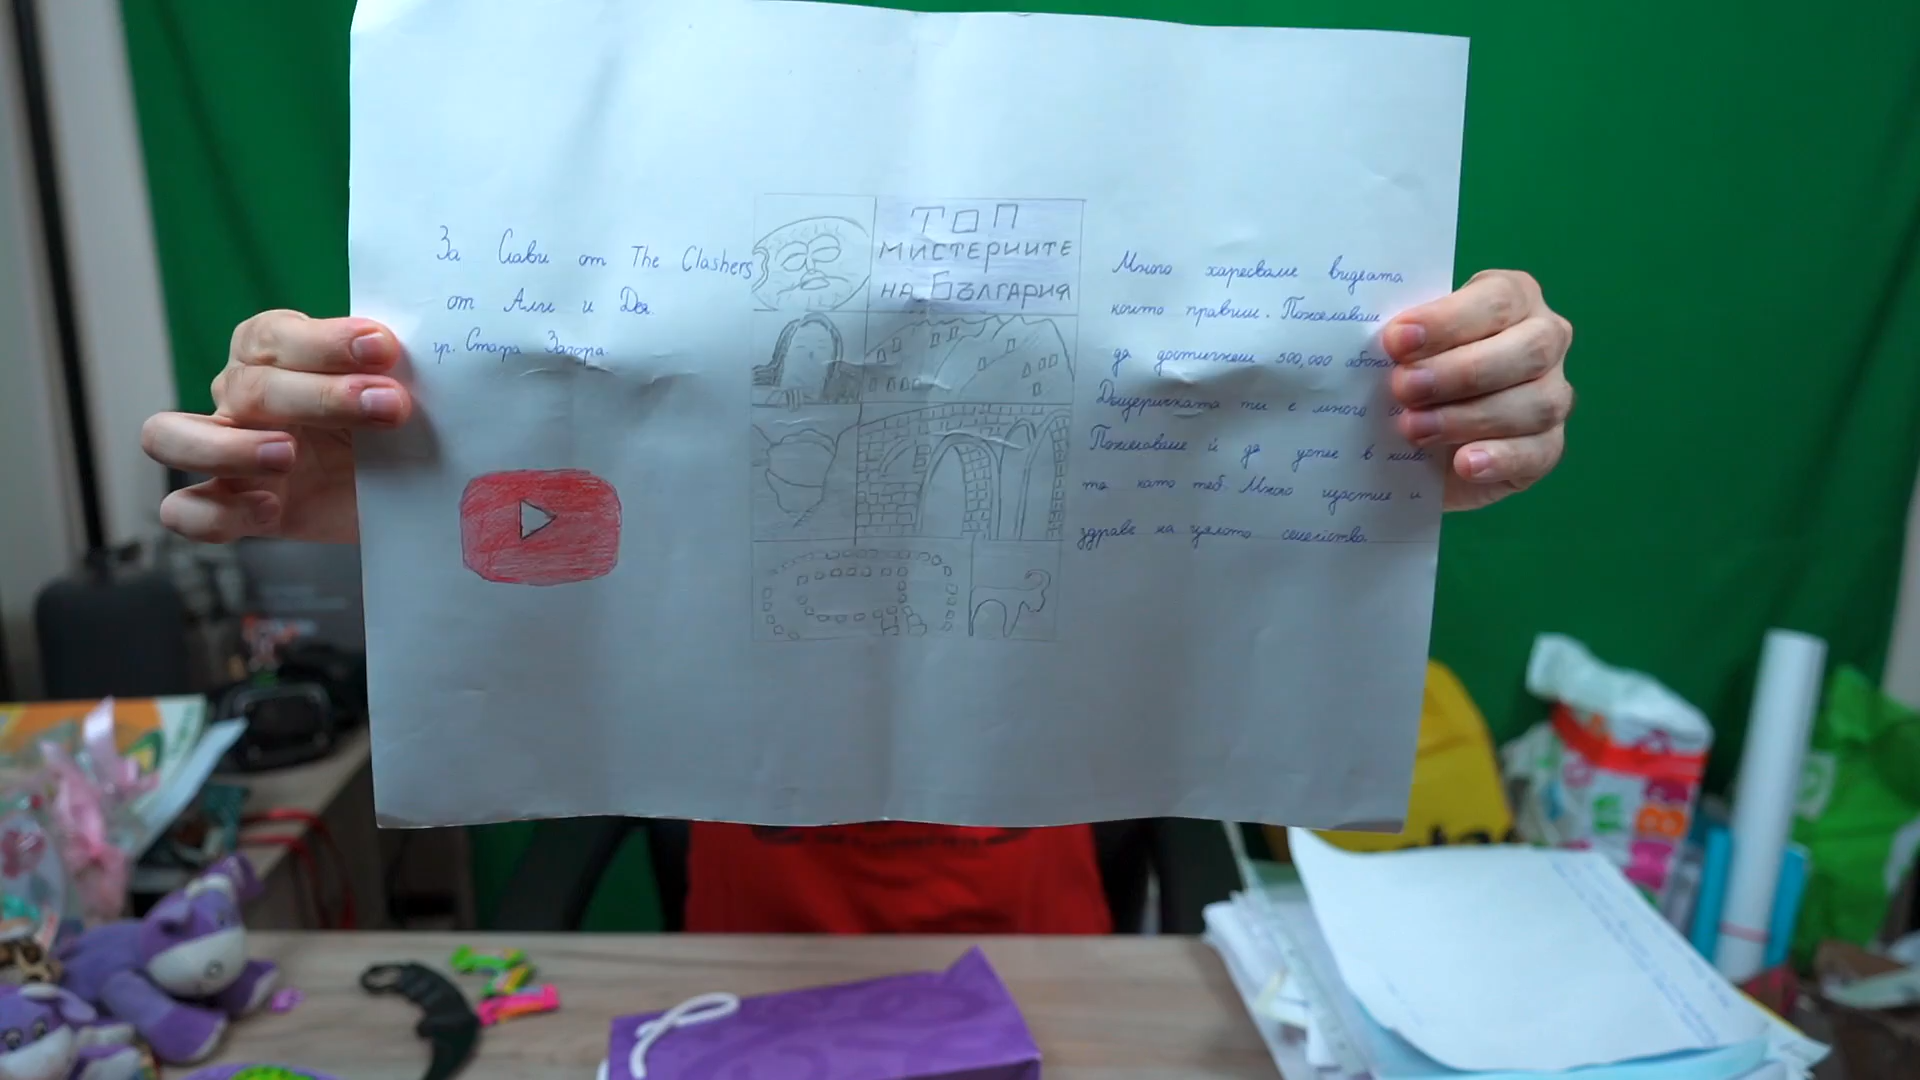 За Слави от The Clashers
от Али и Дея.
гр. Стара Загора.
ТОП
МИСТЕРИИТЕ
НА БЪЛГАРИЯ
Много харесваме видеата
които правиш. Пожелаваме
да достигнеш 500,000
Дъщеричката ти е много
Пожелаваме ѝ да успее в живо-
та като теб. Много щастие и
здраве на цялото семейство.